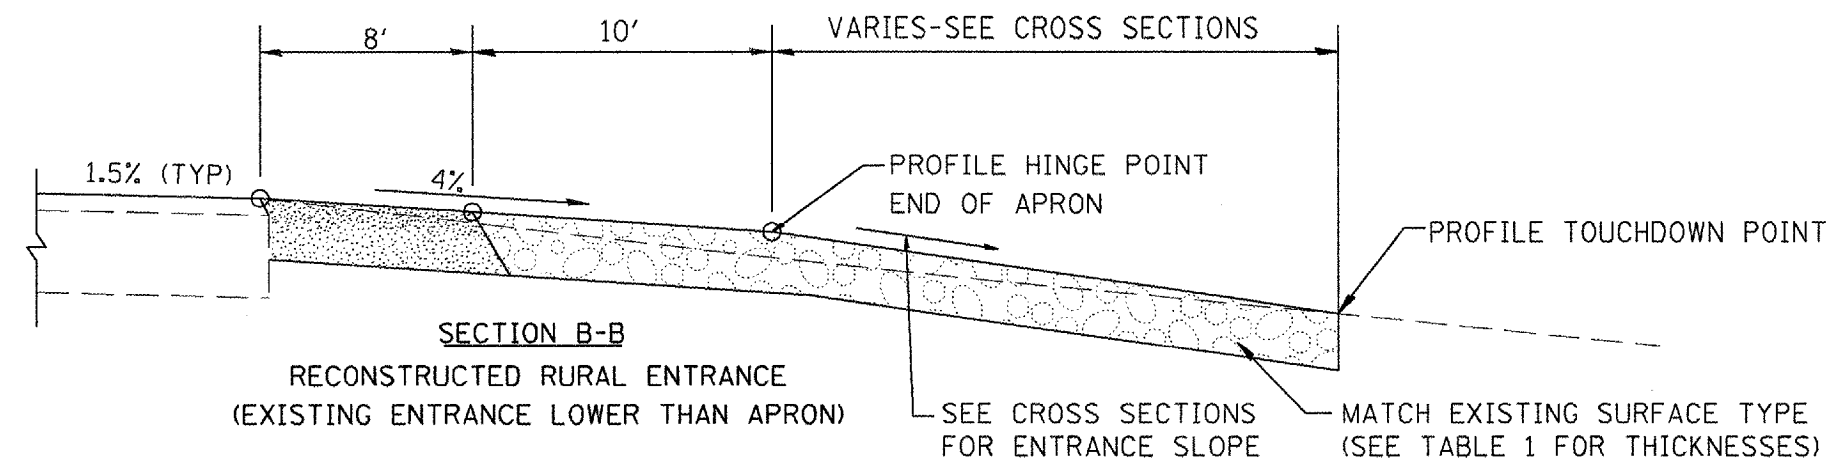 8'
10'
VARIES-SEE CROSS SECTIONS
1.5% (TYP)
4%
PROFILE HINGE POINT
END OF APRON
PROFILE TOUCHDOWN POINT
SECTION B-B
RECONSTRUCTED RURAL ENTRANCE
(EXISTING ENTRANCE LOWER THAN APRON)
SEE CROSS SECTIONS
FOR ENTRANCE SLOPE
MATCH EXISTING SURFACE TYPE
(SEE TABLE 1 FOR THICKNESSES)